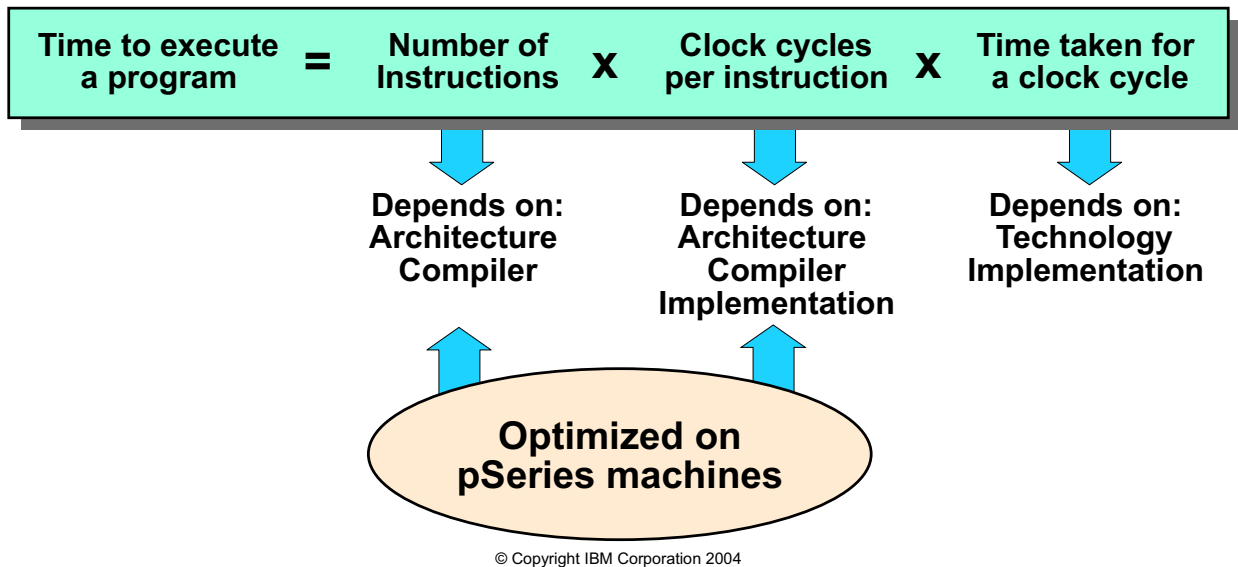 Time to execute
a program
=
Number of
Instructions
x
Clock cycles
per instruction
x
Time taken for
a clock cycle
Depends on:
Architecture
Compiler
Depends on:
Architecture
Compiler
Implementation
Depends on:
Technology
Implementation
Optimized on
pSeries machines
© Copyright IBM Corporation 2004